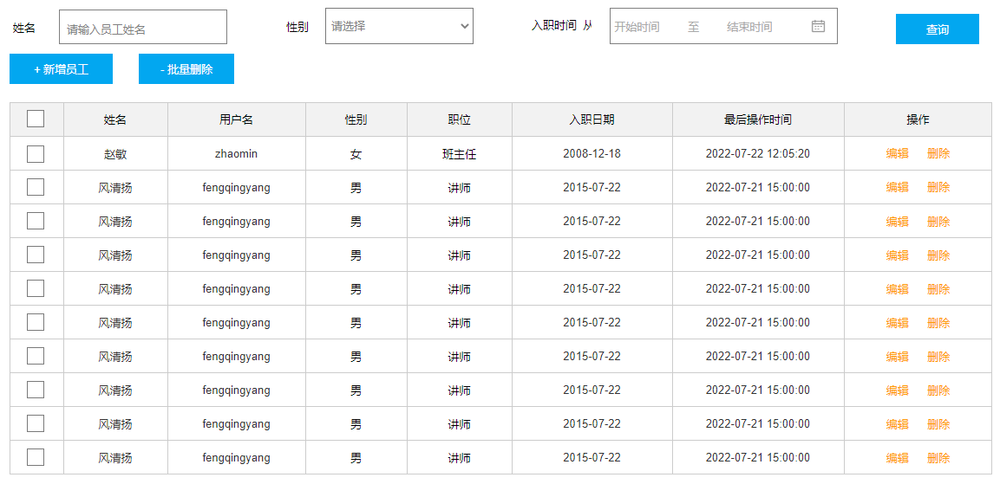 姓名 请输入员工姓名 性别 请选择 入职时间 从 开始时间 至 结束时间 查询
+ 新增员工 - 批量删除
姓名 用户名 性别 职位 入职日期 最后操作时间 操作
赵敏 zhaomin 女 班主任 2008-12-18 2022-07-22 12:05:20 编辑 删除
风清扬 fengqingyang 男 讲师 2015-07-22 2022-07-21 15:00:00 编辑 删除
风清扬 fengqingyang 男 讲师 2015-07-22 2022-07-21 15:00:00 编辑 删除
风清扬 fengqingyang 男 讲师 2015-07-22 2022-07-21 15:00:00 编辑 删除
风清扬 fengqingyang 男 讲师 2015-07-22 2022-07-21 15:00:00 编辑 删除
风清扬 fengqingyang 男 讲师 2015-07-22 2022-07-21 15:00:00 编辑 删除
风清扬 fengqingyang 男 讲师 2015-07-22 2022-07-21 15:00:00 编辑 删除
风清扬 fengqingyang 男 讲师 2015-07-22 2022-07-21 15:00:00 编辑 删除
风清扬 fengqingyang 男 讲师 2015-07-22 2022-07-21 15:00:00 编辑 删除
风清扬 fengqingyang 男 讲师 2015-07-22 2022-07-21 15:00:00 编辑 删除